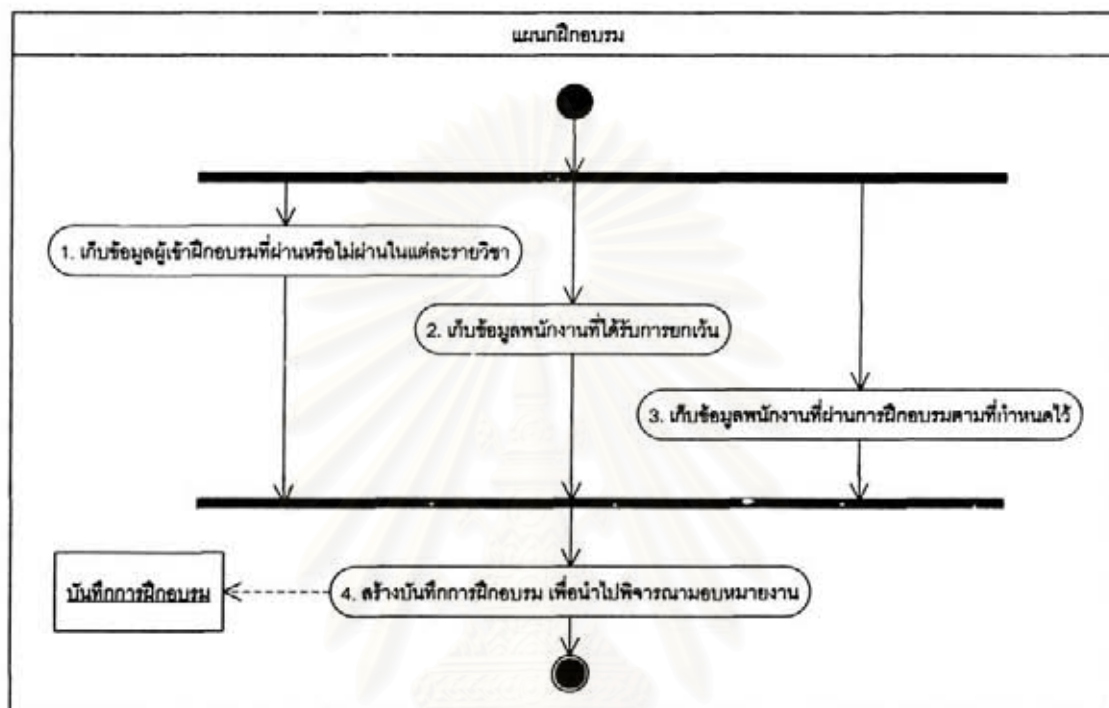 แผนกฝึกอบรม
1. เก็บข้อมูลผู้เข้าฝึกอบรมที่ผ่านหรือไม่ผ่านในแต่ละรายวิชา
2. เก็บข้อมูลพนักงานที่ได้รับการยกเว้น
3. เก็บข้อมูลพนักงานที่ผ่านการฝึกอบรมตามที่กำหนดไว้
บันทึกการฝึกอบรม
4. สร้างบันทึกการฝึกอบรม เพื่อนำไปพิจารณามอบหมายงาน